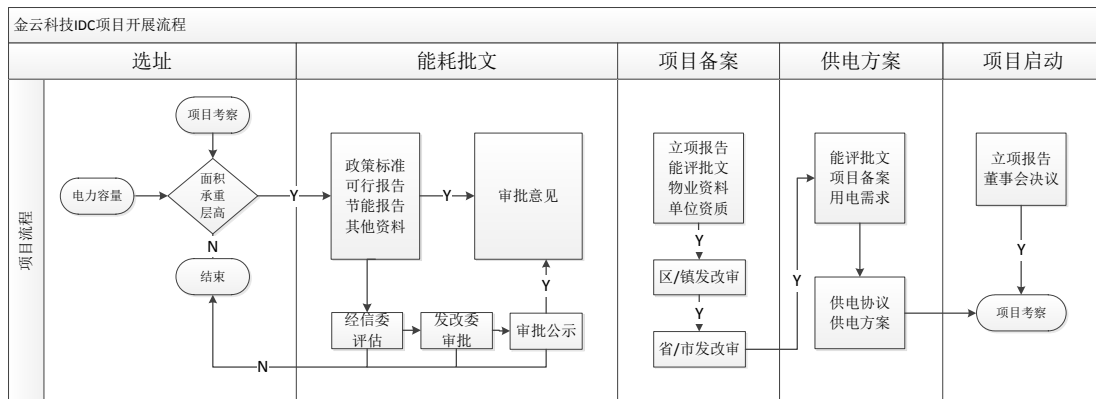 金云科技IDC项目开展流程
选址
能耗批文
项目备案
供电方案
项目启动
项目流程
项目考察
电力容量
面积
承重
层高
Y
N
结束
政策标准
可行报告
节能报告
其他资料
Y
审批意见
Y
经信委
评估
发改委
审批
审批公示
N
立项报告
能评批文
物业资料
单位资质
Y
区/镇发改审
Y
省/市发改审
Y
能评批文
项目备案
用电需求
供电协议
供电方案
立项报告
董事会决议
Y
项目考察